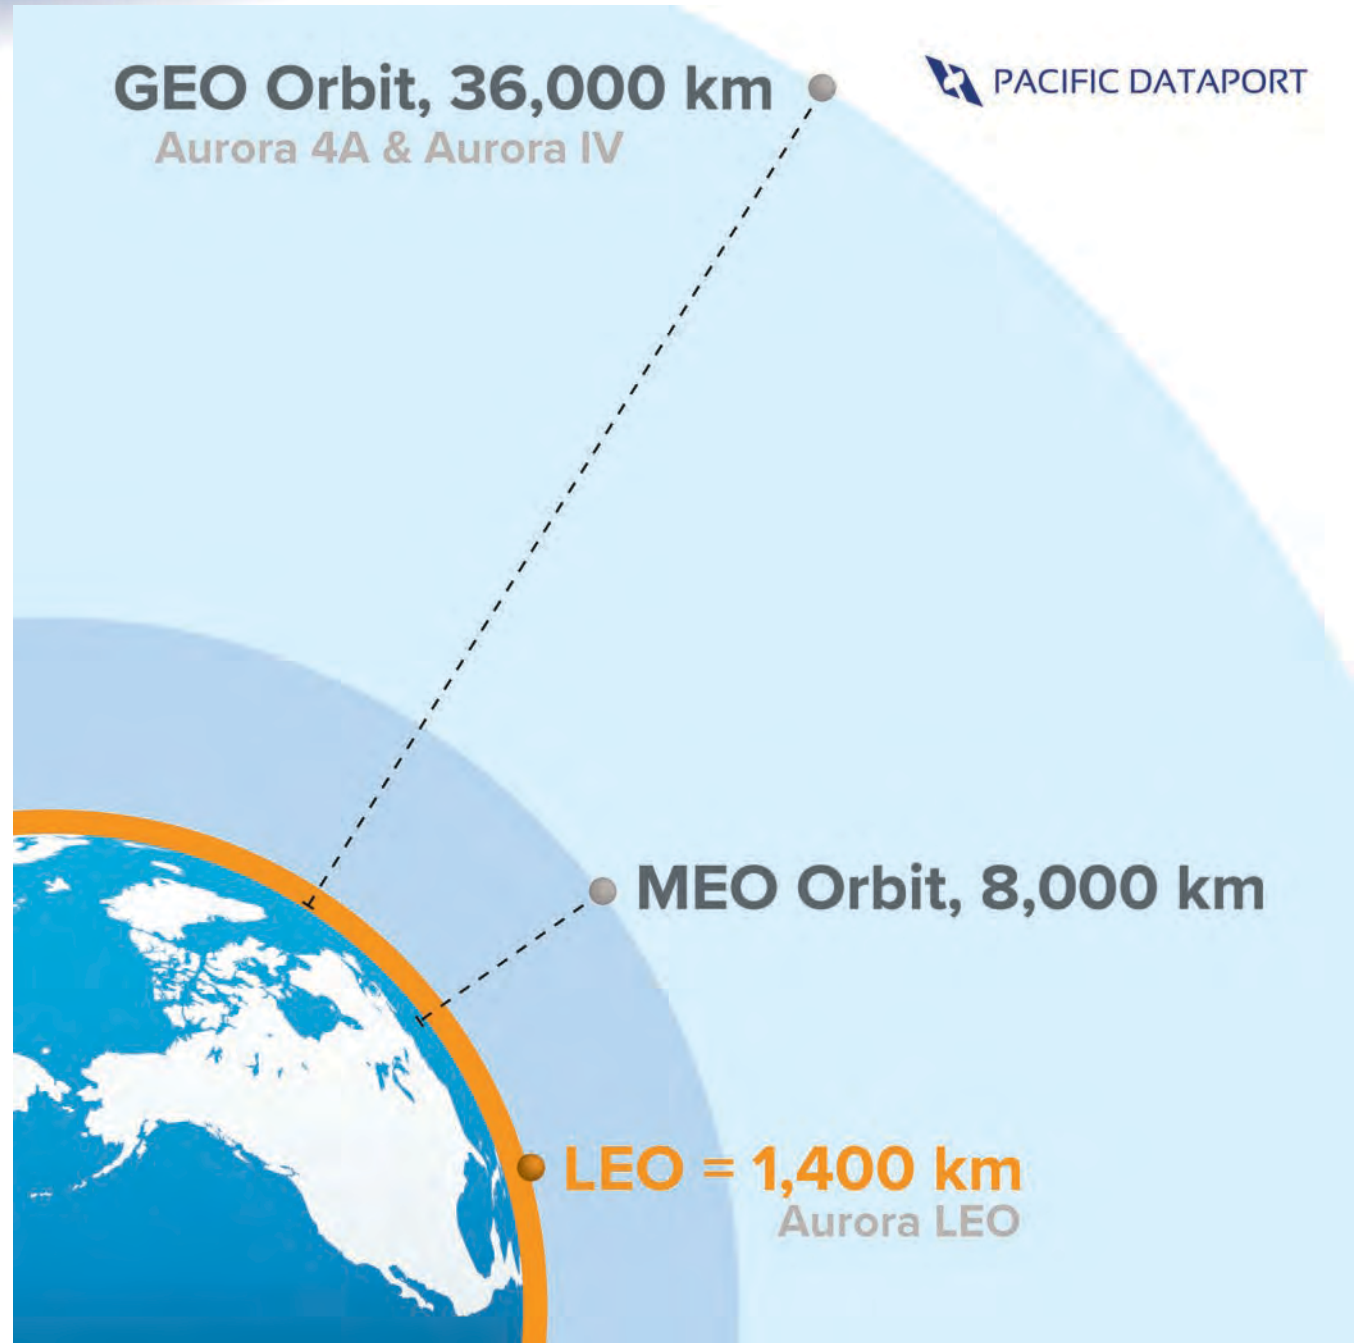 GEO Orbit, 36,000 km
Aurora 4A & Aurora IV
PACIFIC DATAPORT
MEO Orbit, 8,000 km
LEO = 1,400 km
Aurora LEO